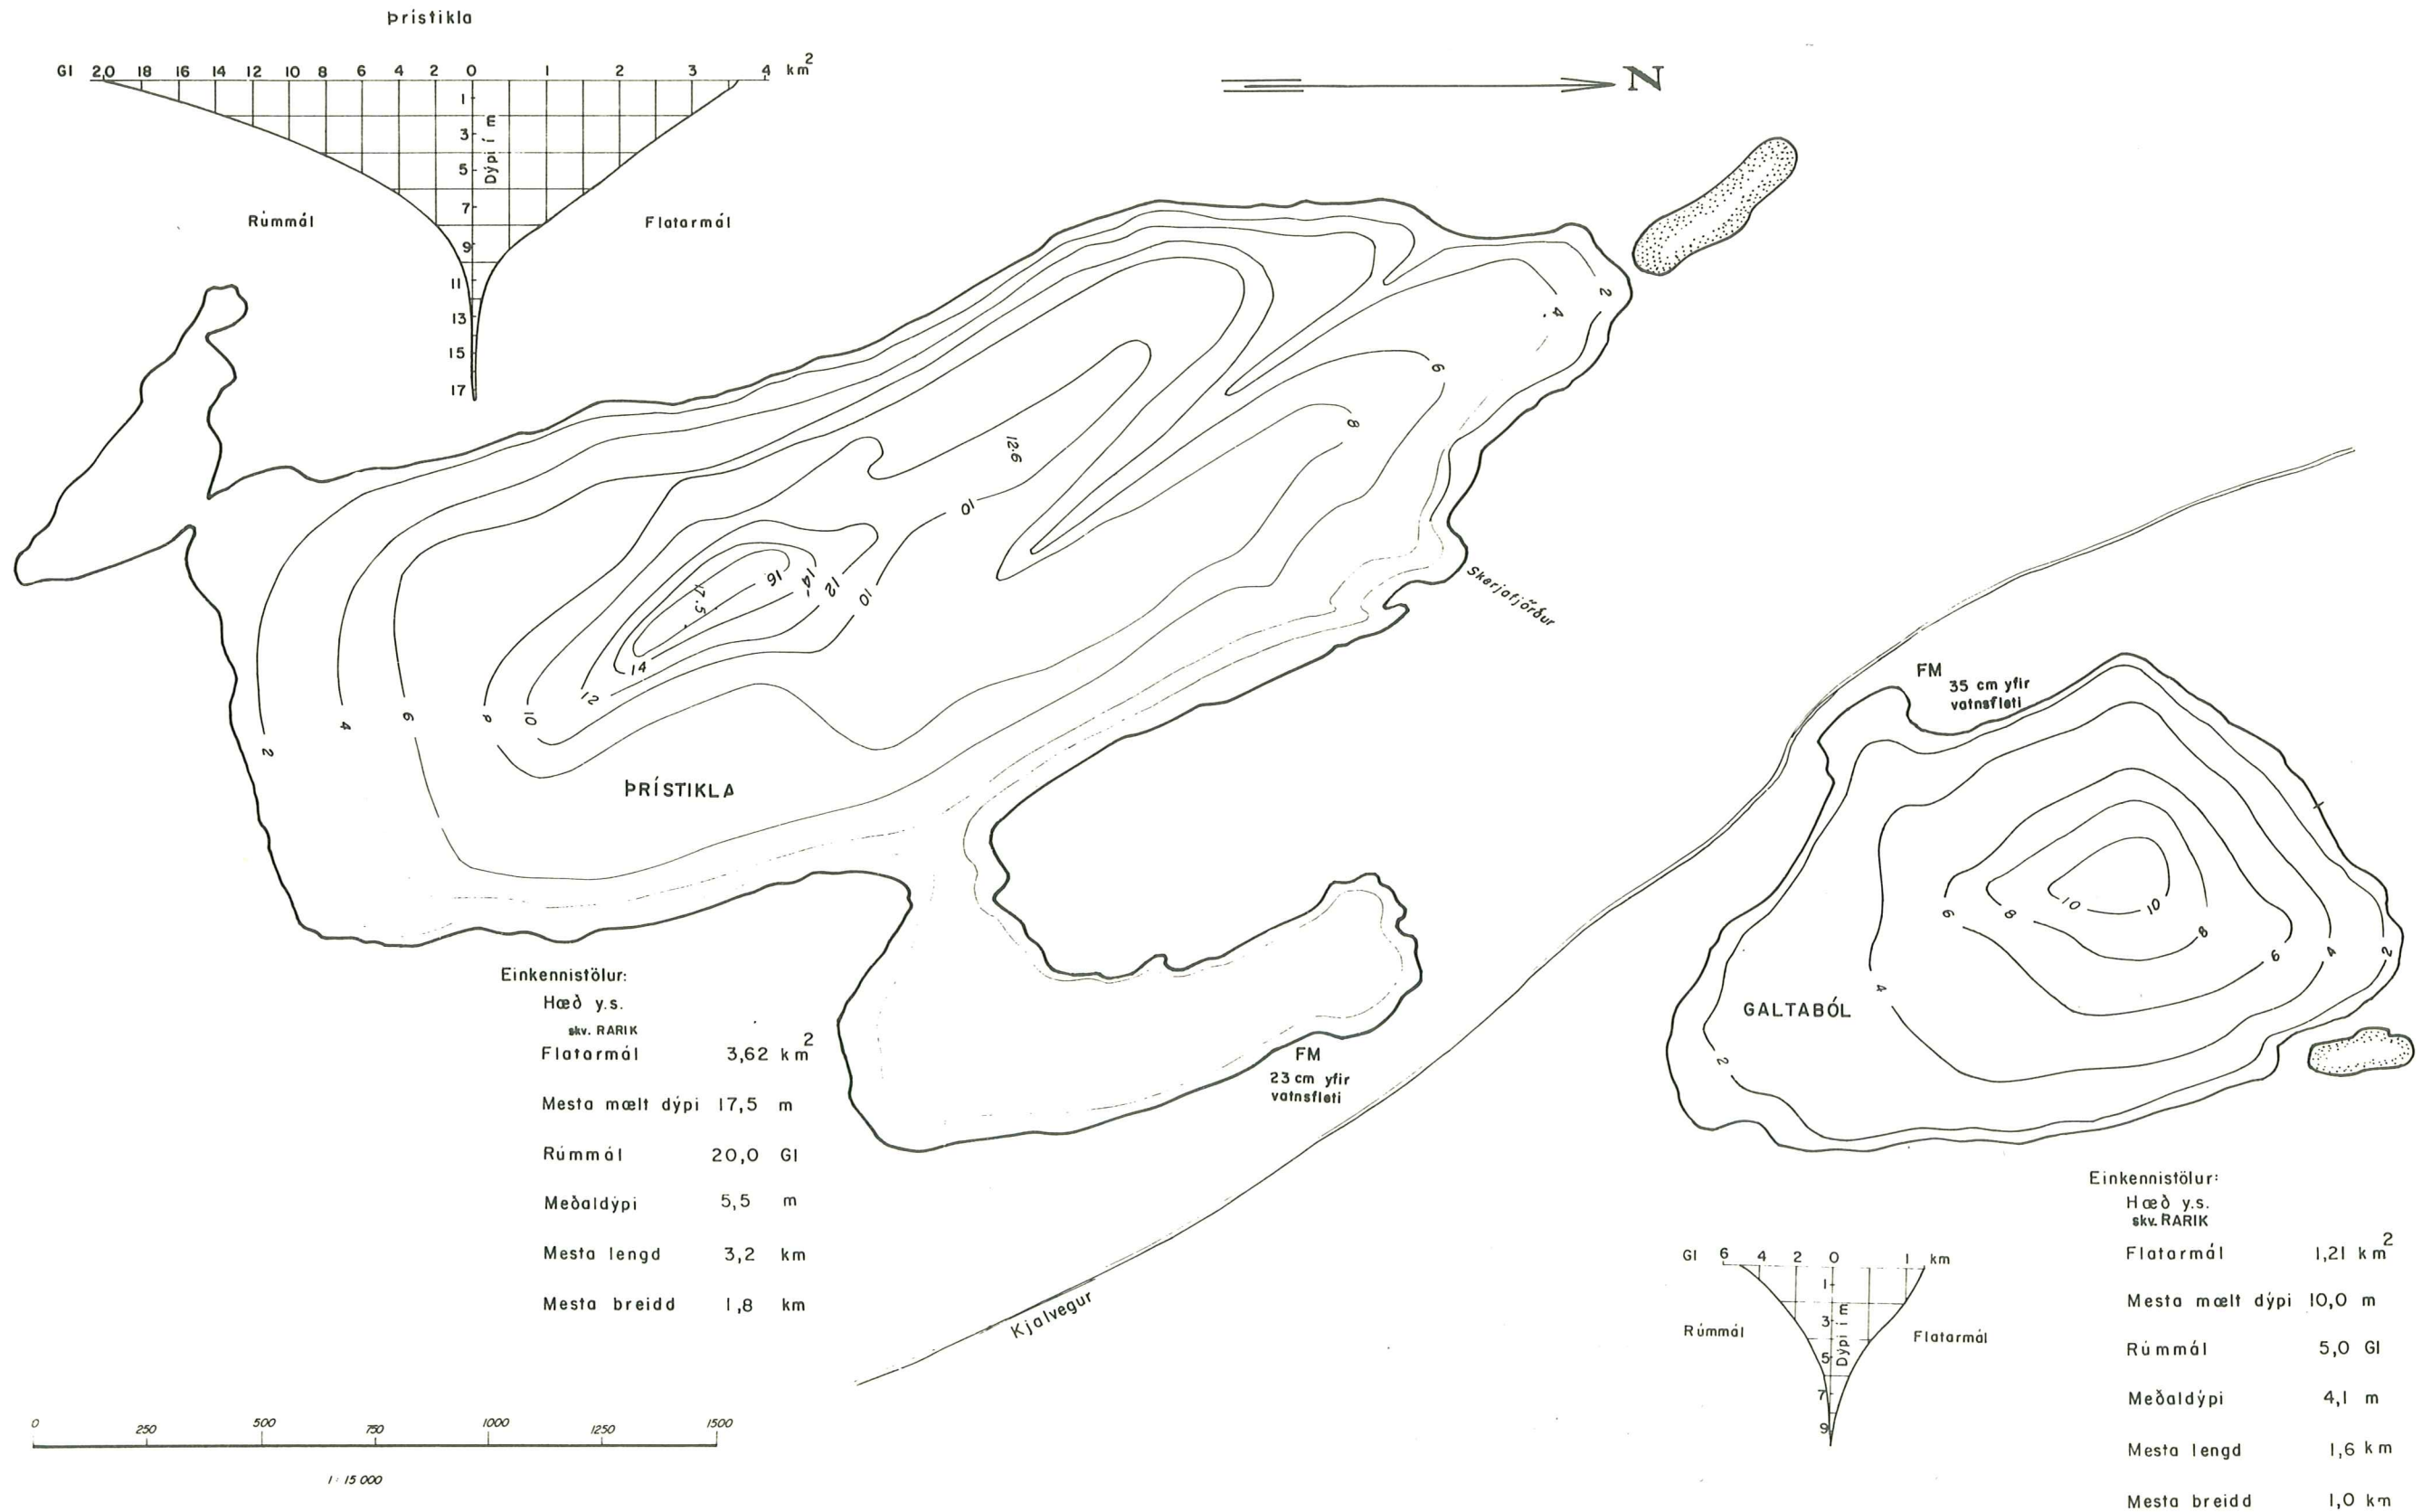 Þrístikla
Gl 2,0 18 16 14 12 10 8 6 4 2 0 1 2 3 4 km2
1
3
5
7
9
11
13
15
17
Dýpi í m
Rúmmál
Flatarmál
N
2
4
6
8
12.6
10
16
14
12
10
17.5
14
12
10
8
6
4
2
Skerjafjörður
ÞRÍSTIKLA
FM
35 cm yfir
vatnsfleti
10
10
8
8
6
6
4
4
2
2
GALTABÓL
FM
23 cm yfir
vatnsfleti
Kjalvegur
Einkennistölur:
Hæð y.s.
skv. RARIK
Flatarmál 3,62 km2
Mesta mælt dýpi 17,5 m
Rúmmál 20,0 Gl
Meðaldýpi 5,5 m
Mesta lengd 3,2 km
Mesta breidd 1,8 km
Gl 6 4 2 0 1 km
1
3
5
7
9
Dýpi í m
Rúmmál
Flatarmál
Einkennistölur:
Hæð y.s.
skv. RARIK
Flatarmál 1,21 km2
Mesta mælt dýpi 10,0 m
Rúmmál 5,0 Gl
Meðaldýpi 4,1 m
Mesta lengd 1,6 km
Mesta breidd 1,0 km
0 250 500 750 1000 1250 1500
1:15 000